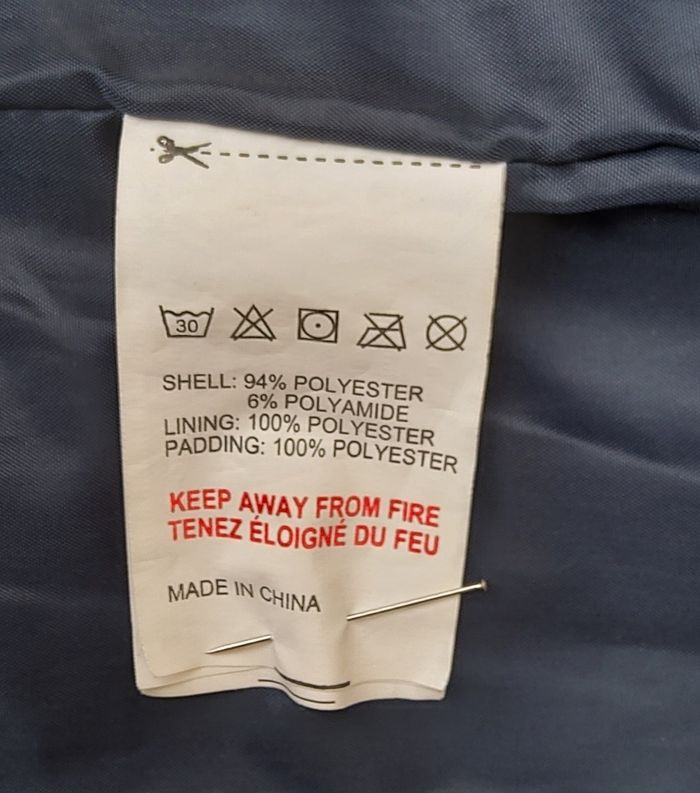 30
SHELL: 94% POLYESTER
6% POLYAMIDE
LINING: 100% POLYESTER
PADDING: 100% POLYESTER
KEEP AWAY FROM FIRE
TENEZ ÉLOIGNÉ DU FEU
MADE IN CHINA